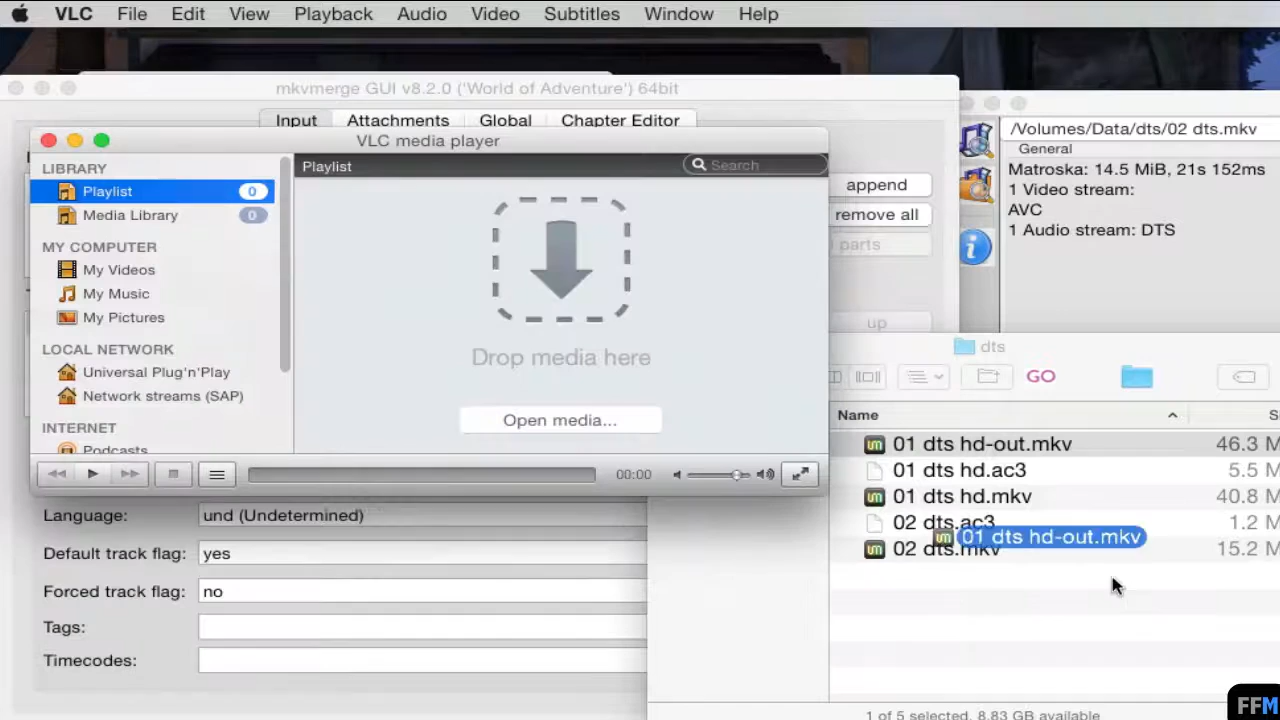 VLC File Edit View Playback Audio Video Subtitles Window Help
mkvmerge GUI v8.2.0 ('World of Adventure') 64bit
Input Attachments Global Chapter Editor
VLC media player
LIBRARY
Playlist 0
Media Library 0
MY COMPUTER
My Videos
My Music
My Pictures
LOCAL NETWORK
Universal Plug'n'Play
Network streams (SAP)
INTERNET
Podcasts
Playlist
Search
Drop media here
Open media...
00:00
append
remove all
parts
up
/Volumes/Data/dts/02 dts.mkv
General
Matroska: 14.5 MiB, 21s 152ms
1 Video stream:
AVC
1 Audio stream: DTS
dts
GO
Name S
01 dts hd-out.mkv 46.3 M
01 dts hd.ac3 5.5 M
01 dts hd.mkv 40.8 M
02 dts.ac3 1.2 M
01 dts hd-out.mkv
02 dts.mkv 15.2 M
1 of 5 selected, 8.83 GB available
Language: und (Undetermined)
Default track flag: yes
Forced track flag: no
Tags:
Timecodes:
FFM